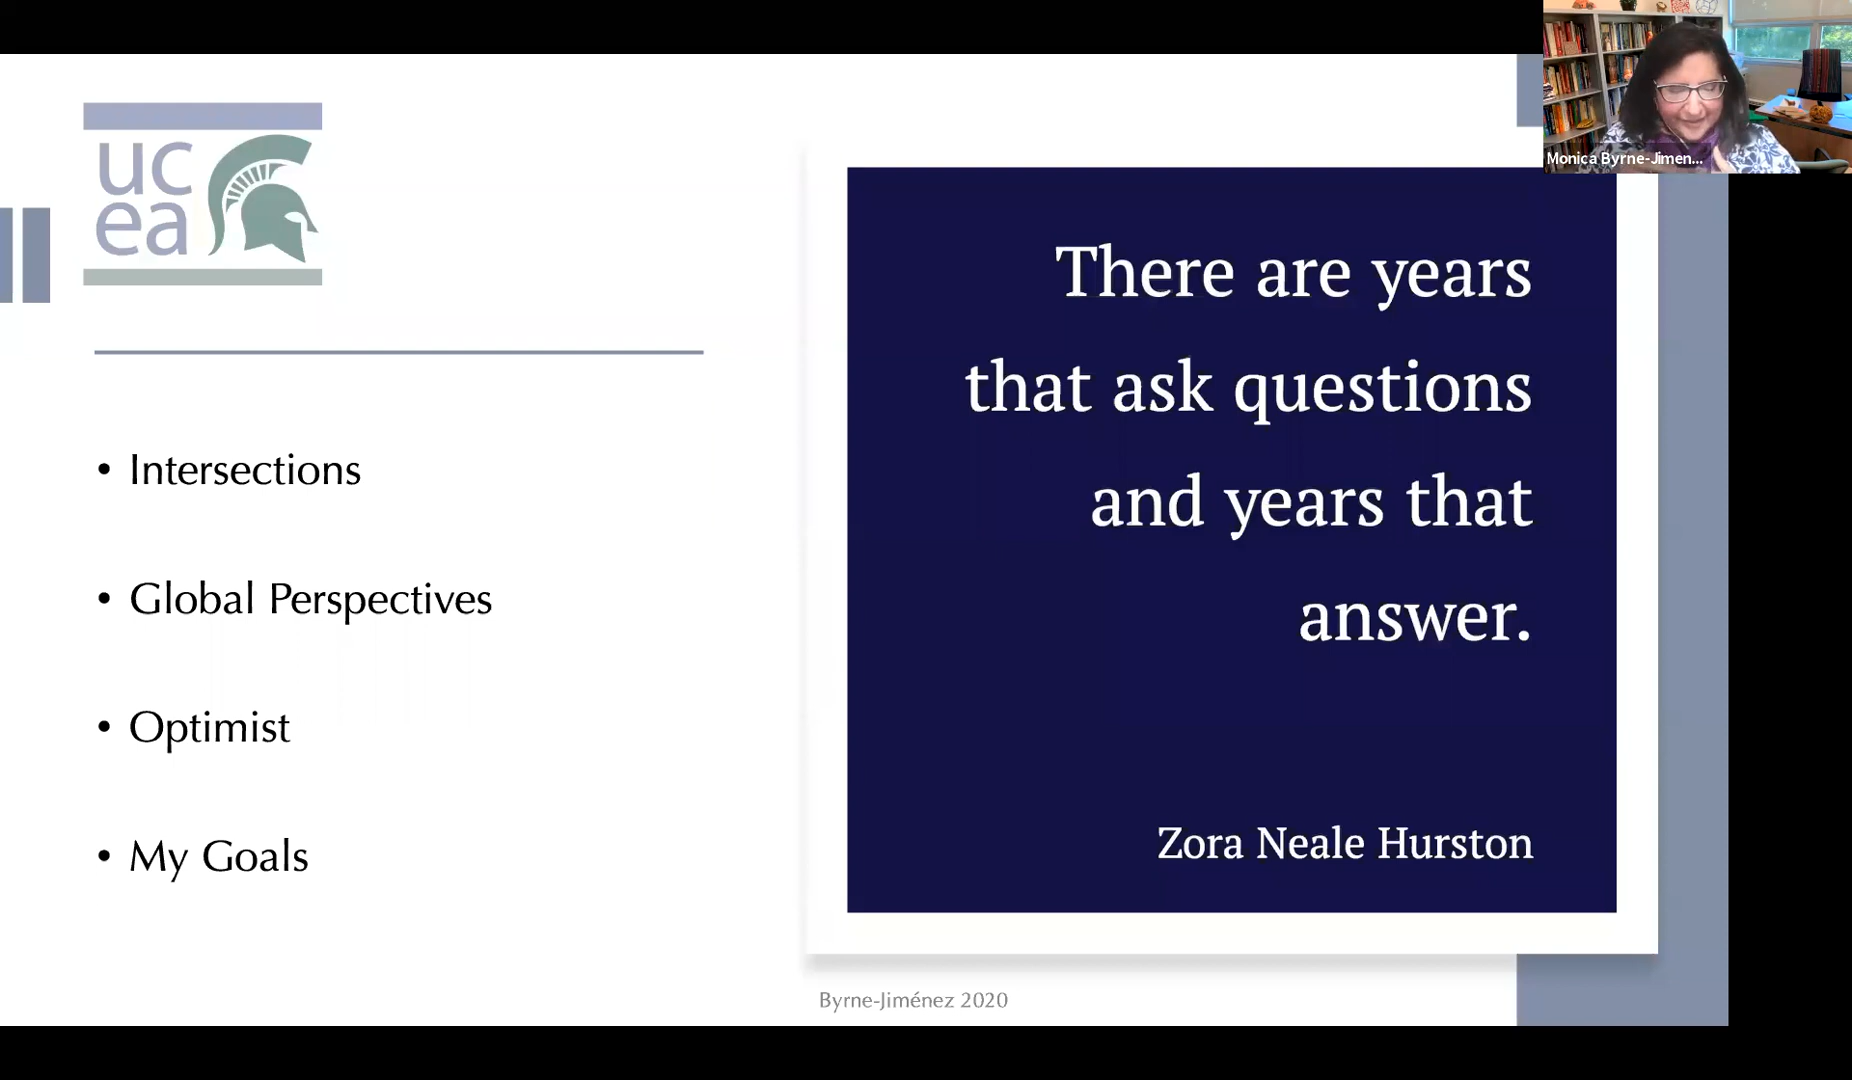 uc
ea
Intersections
Global Perspectives
Optimist
My Goals
There are years
that ask questions
and years that
answer.
Zora Neale Hurston
Byrne-Jiménez 2020
Monica Byrne-Jimen...